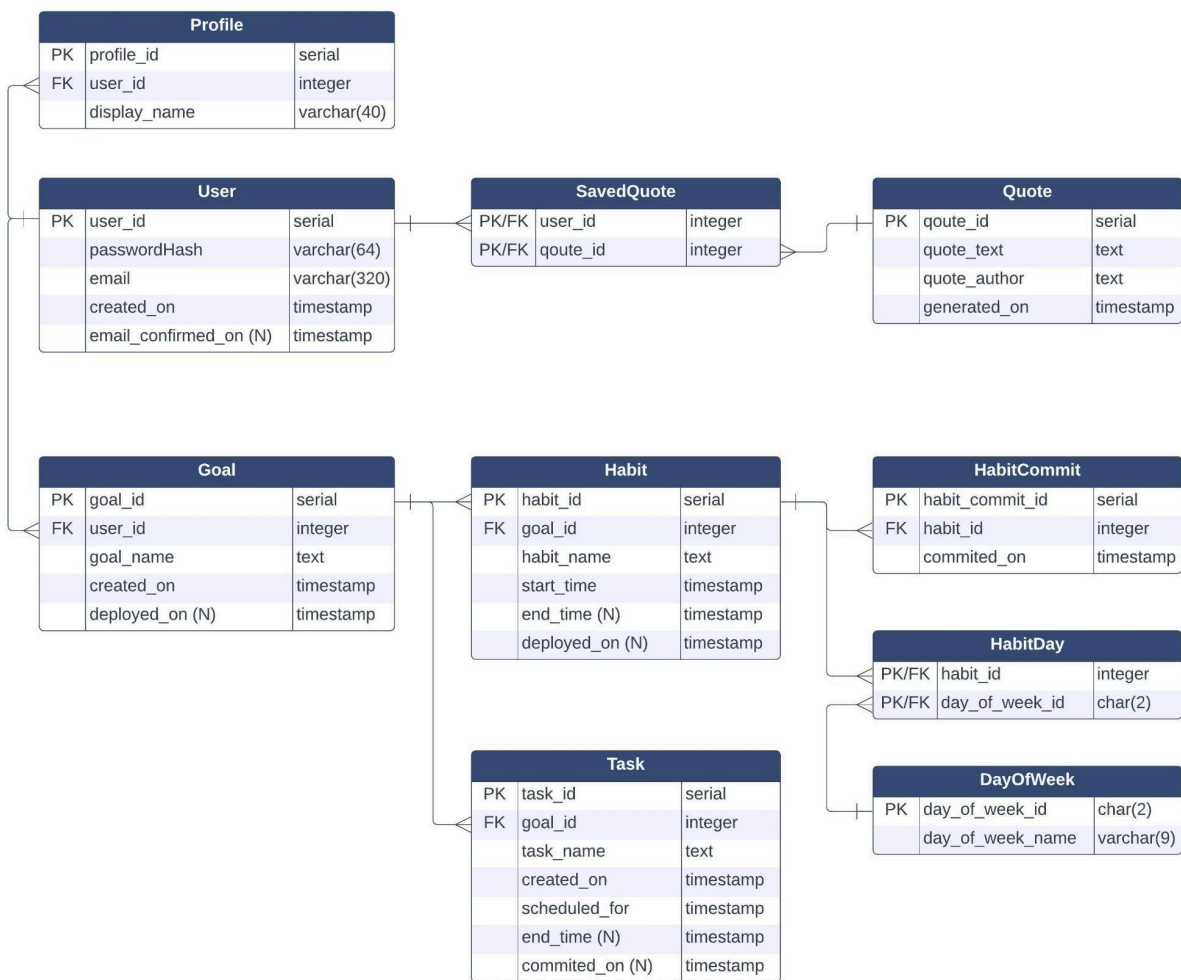 Profile
PK profile_id serial
FK user_id integer
display_name varchar(40)
User
PK user_id serial
passwordHash varchar(64)
email varchar(320)
created_on timestamp
email_confirmed_on (N) timestamp
SavedQuote
PK/FK user_id integer
PK/FK qoute_id integer
Quote
PK qoute_id serial
quote_text text
quote_author text
generated_on timestamp
Goal
PK goal_id serial
FK user_id integer
goal_name text
created_on timestamp
deployed_on (N) timestamp
Habit
PK habit_id serial
FK goal_id integer
habit_name text
start_time timestamp
end_time (N) timestamp
deployed_on (N) timestamp
HabitCommit
PK habit_commit_id serial
FK habit_id integer
commited_on timestamp
HabitDay
PK/FK habit_id integer
PK/FK day_of_week_id char(2)
Task
PK task_id serial
FK goal_id integer
task_name text
created_on timestamp
scheduled_for timestamp
end_time (N) timestamp
commited_on (N) timestamp
DayOfWeek
PK day_of_week_id char(2)
day_of_week_name varchar(9)